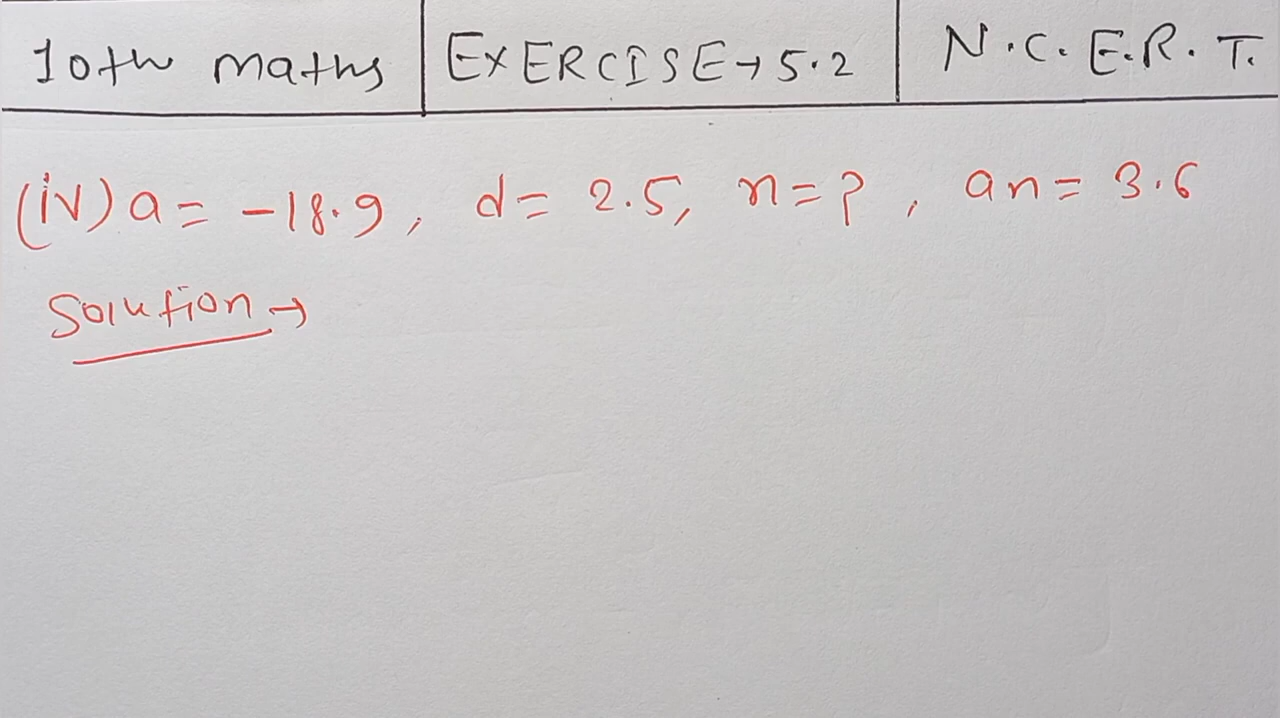 10th maths EXERCISE→5.2 N.C.E.R.T.
(iv) a = -18.9, d = 2.5, n = ?, an = 3.6
Solution →